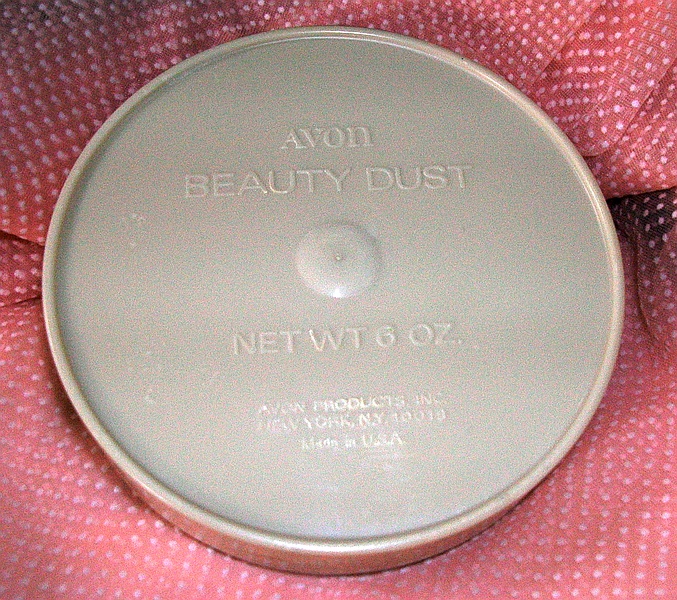 AVON
BEAUTY DUST
NET WT 6 OZ.
AVON PRODUCTS, INC.
NEW YORK, N.Y. 10019
Made in U.S.A.